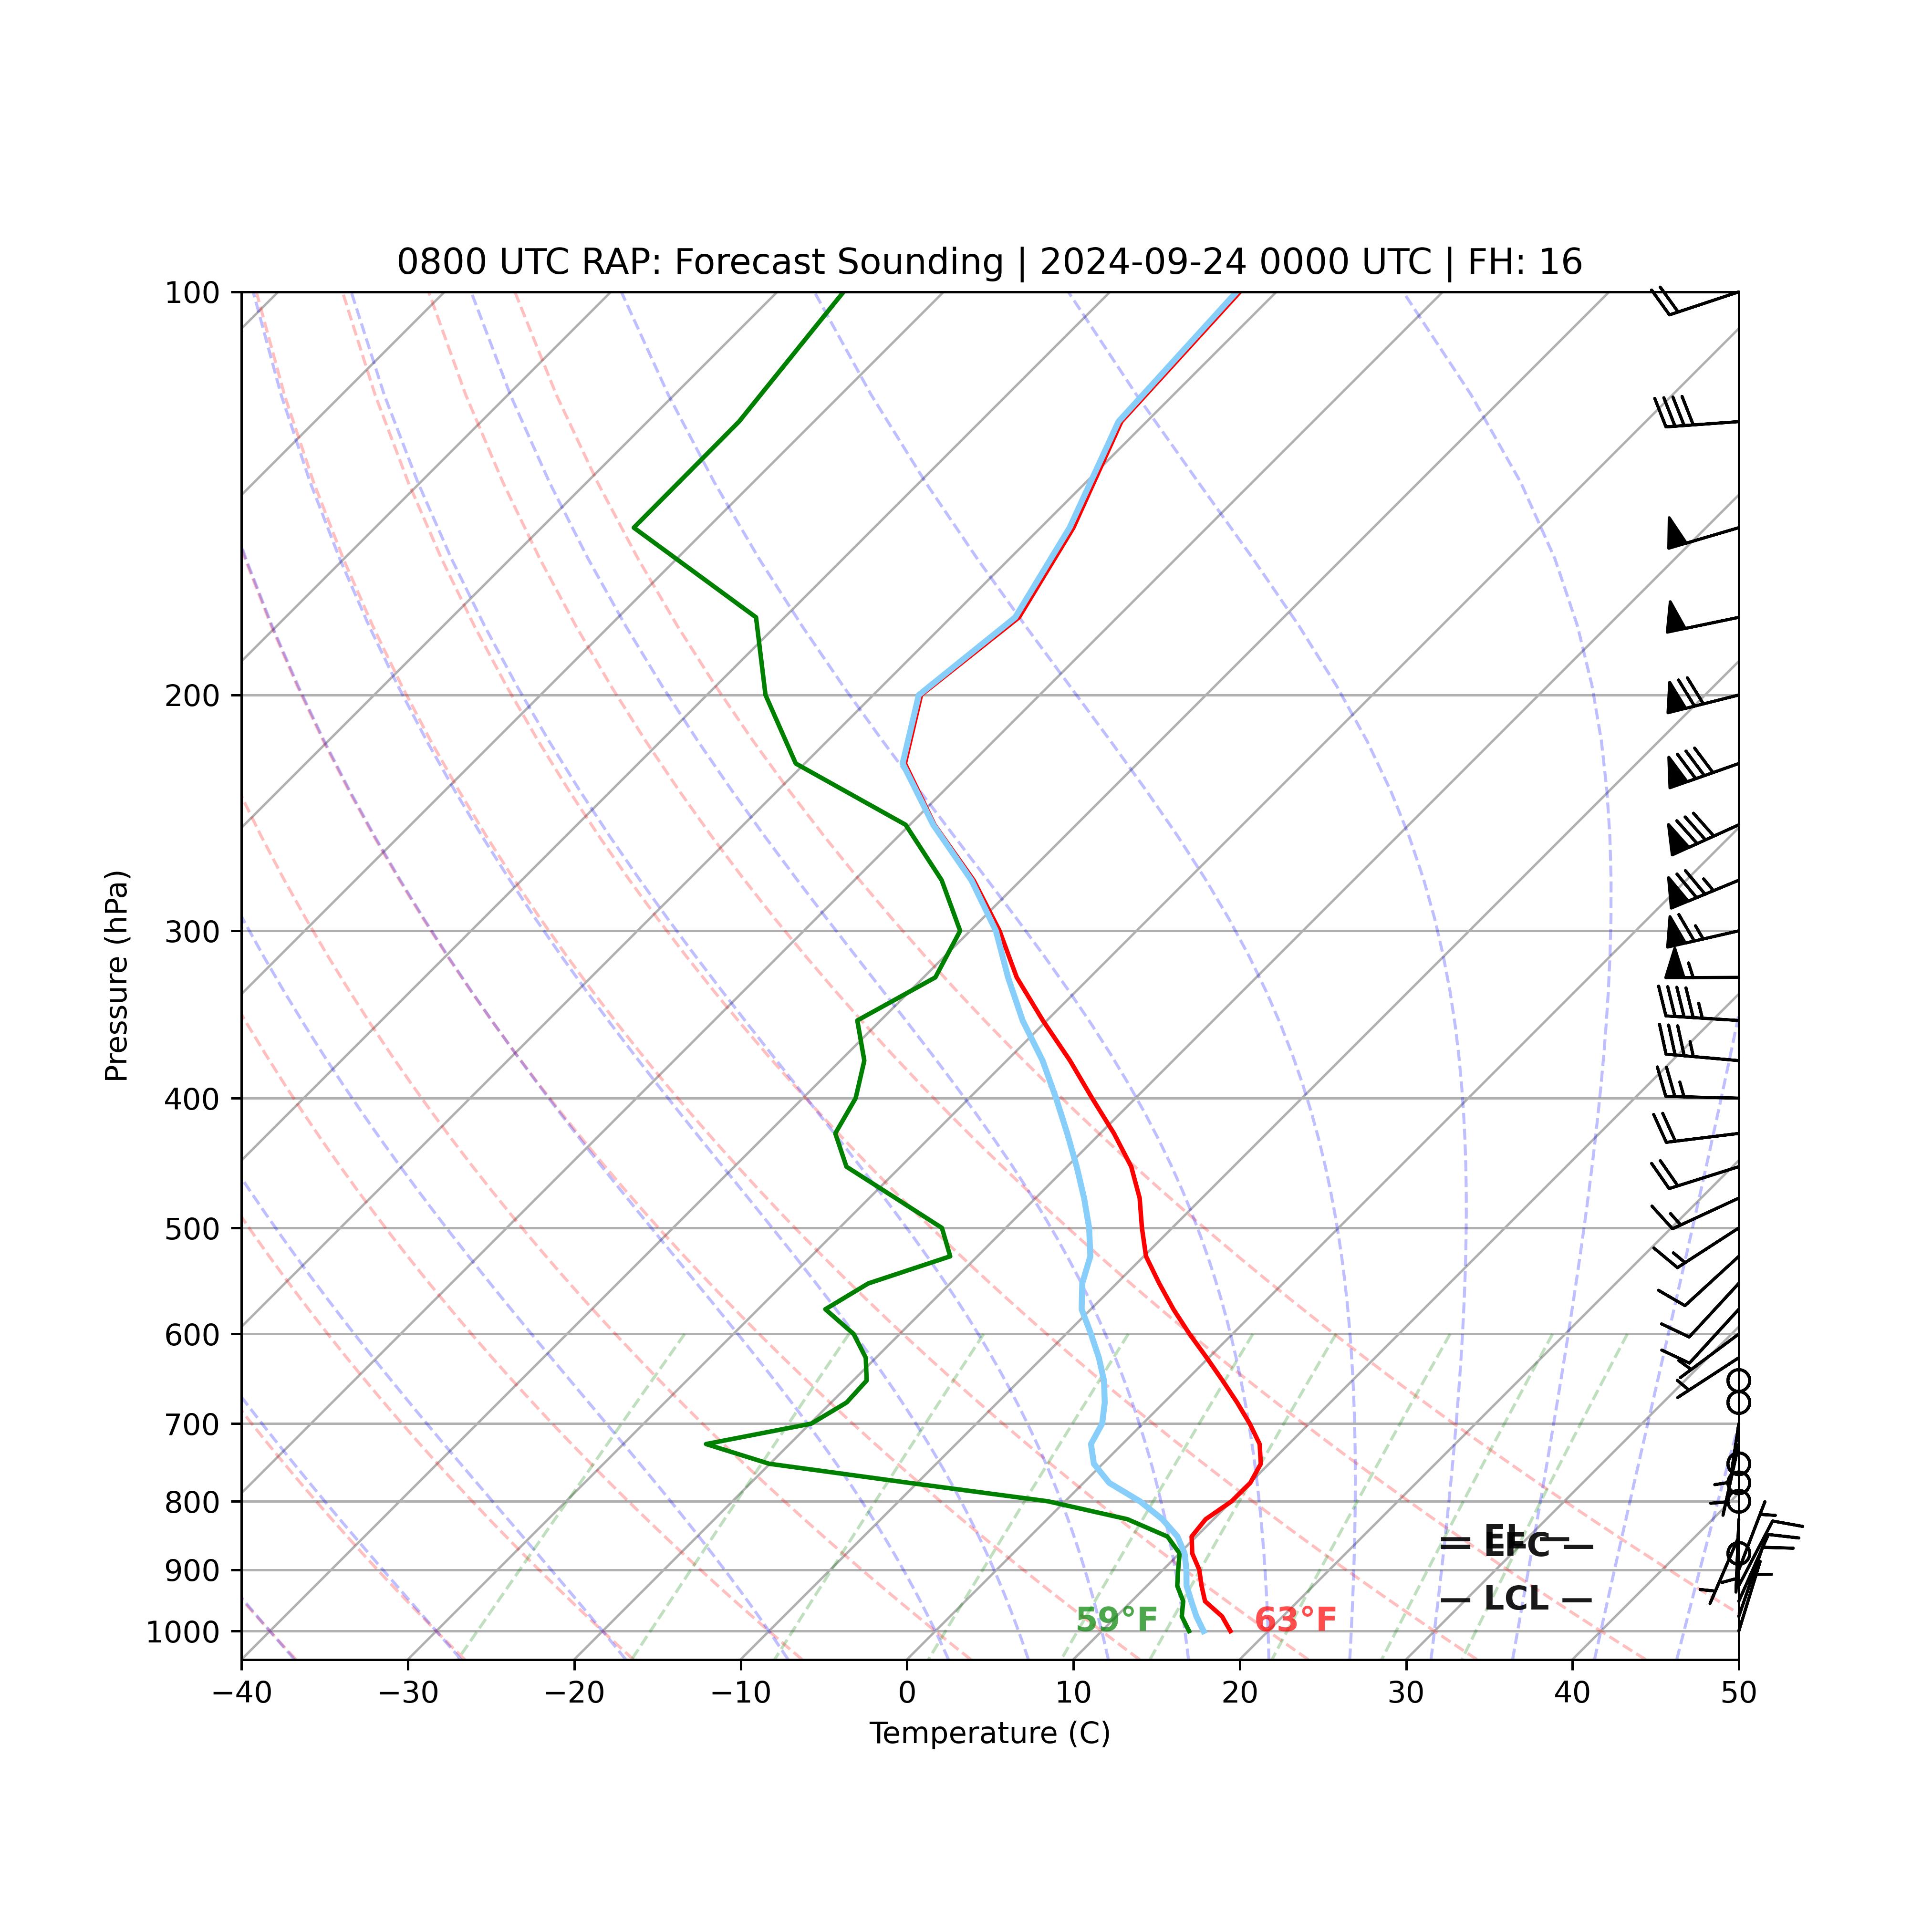 0800 UTC RAP: Forecast Sounding | 2024-09-24 0000 UTC | FH: 16
100
200
300
400
500
600
700
800
900
1000
Pressure (hPa)
— EL —
— LFC —
— LCL —
59°F
63°F
−40 −30 −20 −10 0 10 20 30 40 50
Temperature (C)